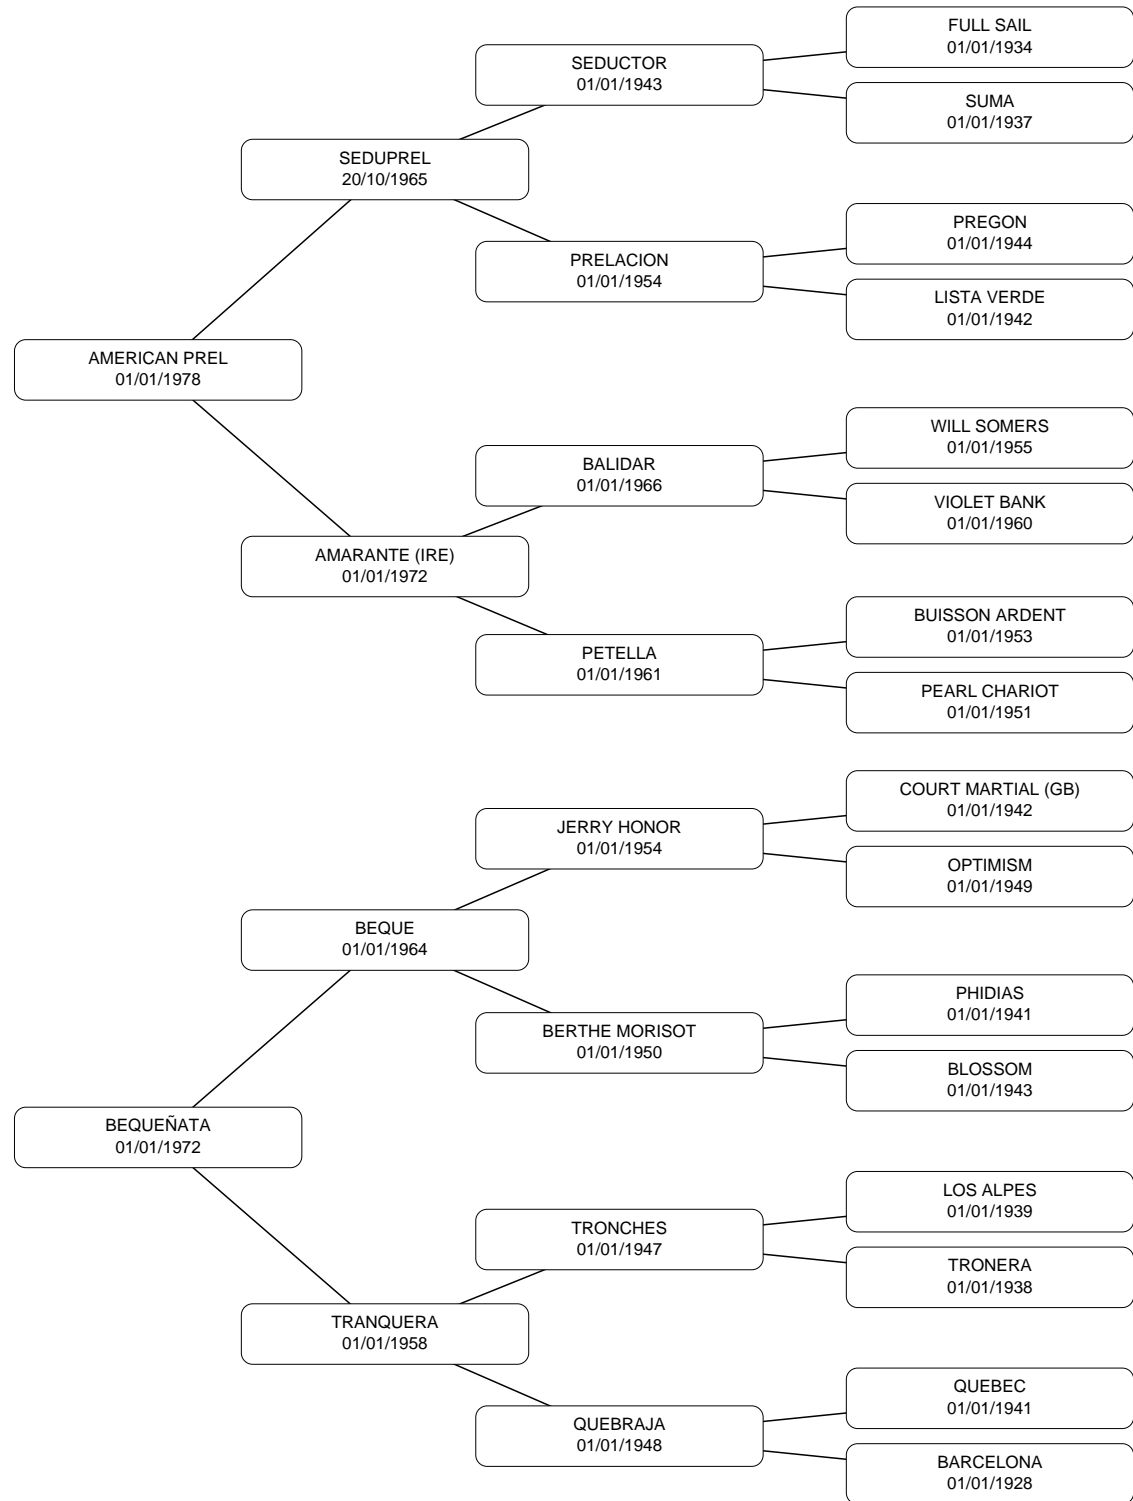 FULL SAIL
01/01/1934
SEDUCTOR
01/01/1943
SUMA
01/01/1937
SEDUPREL
20/10/1965
PREGON
01/01/1944
PRELACION
01/01/1954
LISTA VERDE
01/01/1942
AMERICAN PREL
01/01/1978
WILL SOMERS
01/01/1955
BALIDAR
01/01/1966
VIOLET BANK
01/01/1960
AMARANTE (IRE)
01/01/1972
BUISSON ARDENT
01/01/1953
PETELLA
01/01/1961
PEARL CHARIOT
01/01/1951
COURT MARTIAL (GB)
01/01/1942
JERRY HONOR
01/01/1954
OPTIMISM
01/01/1949
BEQUE
01/01/1964
PHIDIAS
01/01/1941
BERTHE MORISOT
01/01/1950
BLOSSOM
01/01/1943
BEQUEÑATA
01/01/1972
LOS ALPES
01/01/1939
TRONCHES
01/01/1947
TRONERA
01/01/1938
TRANQUERA
01/01/1958
QUEBEC
01/01/1941
QUEBRAJA
01/01/1948
BARCELONA
01/01/1928